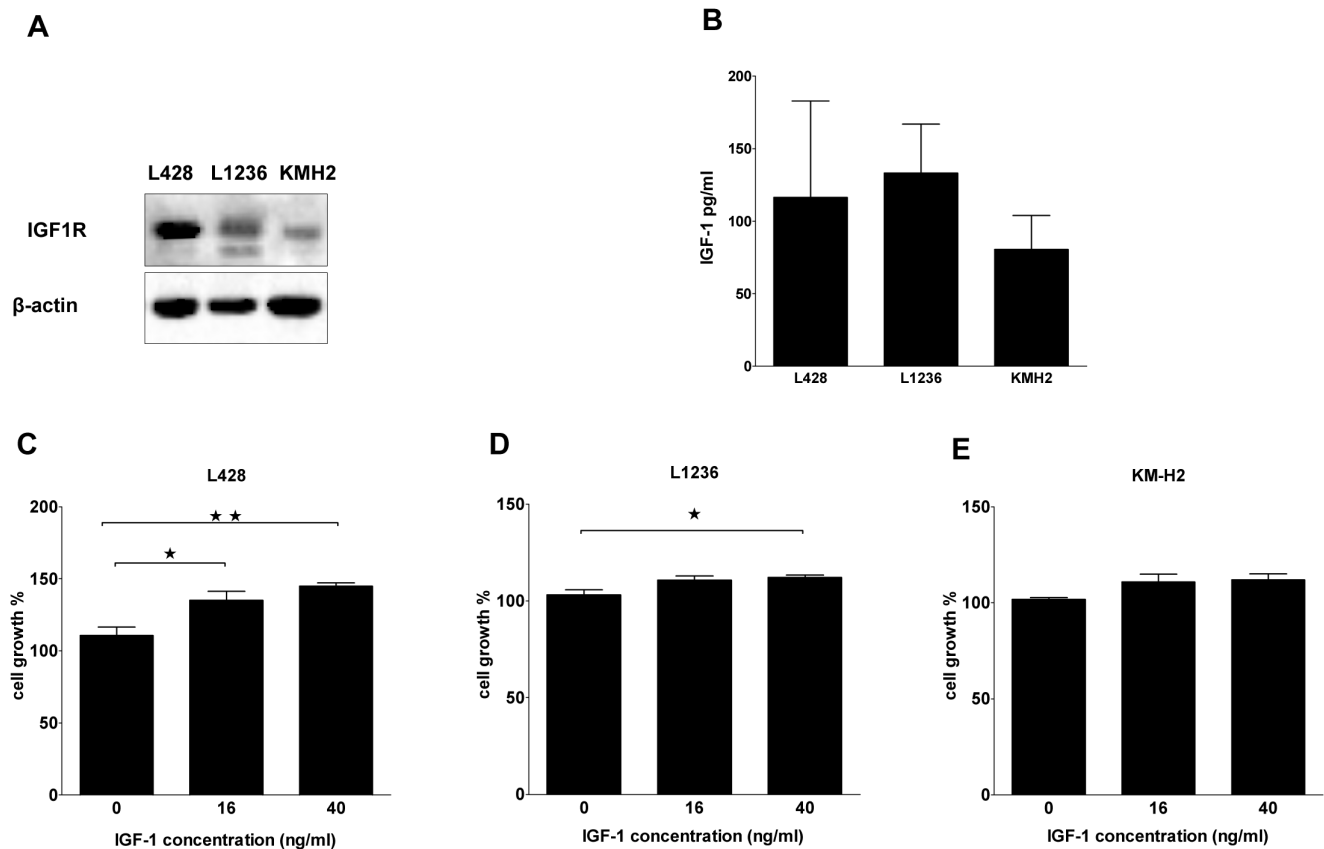 A
L428 L1236 KMH2
IGF1R
β-actin
B
200
150
100
50
0
IGF-1 pg/ml
L428 L1236 KMH2
C
L428
200
150
100
50
0
cell growth %
★ ★
★
0 16 40
IGF-1 concentration (ng/ml)
D
L1236
150
100
50
0
cell growth %
★
0 16 40
IGF-1 concentration (ng/ml)
E
KM-H2
150
100
50
0
cell growth %
0 16 40
IGF-1 concentration (ng/ml)